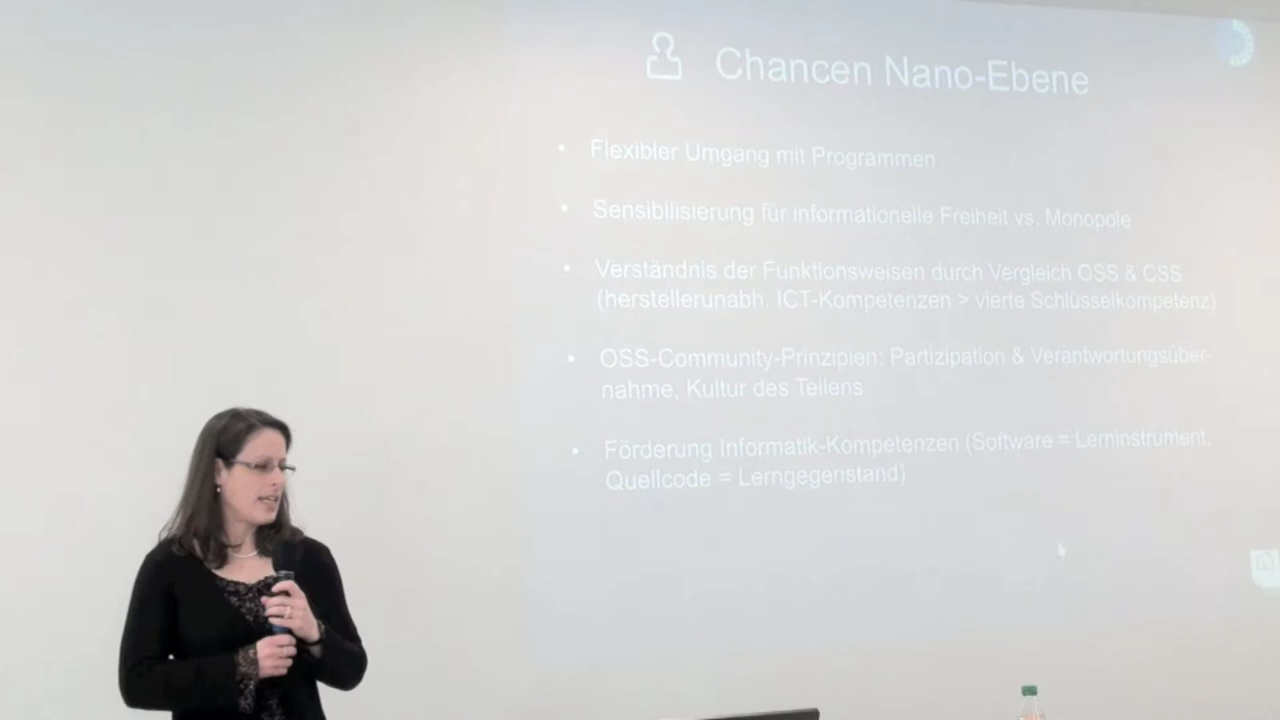 Chancen Nano-Ebene
• Flexibler Umgang mit Programmen
• Sensibilisierung für informationelle Freiheit vs. Monopole
• Verständnis der Funktionsweisen durch Vergleich OSS & CSS
(herstellerunabh. ICT-Kompetenzen > vierte Schlüsselkompetenz)
• OSS-Community-Prinzipien: Partizipation & Verantwortungsüber-
nahme, Kultur des Teilens
• Förderung Informatik-Kompetenzen (Software = Lerninstrument,
Quellcode = Lerngegenstand)